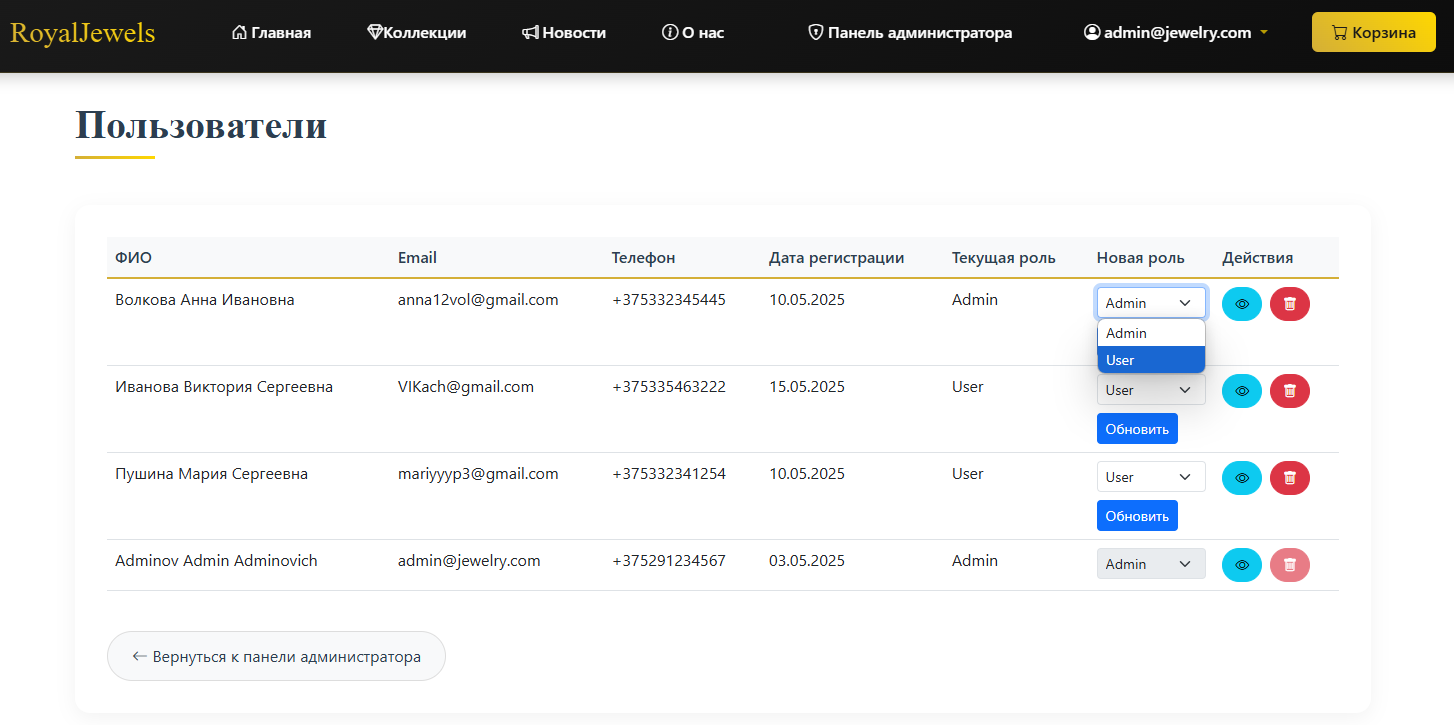 RoyalJewels Главная Коллекции Новости О нас Панель администратора admin@jewelry.com Корзина
Пользователи
ФИО Email Телефон Дата регистрации Текущая роль Новая роль Действия
Волкова Анна Ивановна anna12vol@gmail.com +375332345445 10.05.2025 Admin Admin
Admin
User
Иванова Виктория Сергеевна VIKach@gmail.com +375335463222 15.05.2025 User User
Обновить
Пушина Мария Сергеевна mariyyyp3@gmail.com +375332341254 10.05.2025 User User
Обновить
Adminov Admin Adminovich admin@jewelry.com +375291234567 03.05.2025 Admin Admin
Вернуться к панели администратора